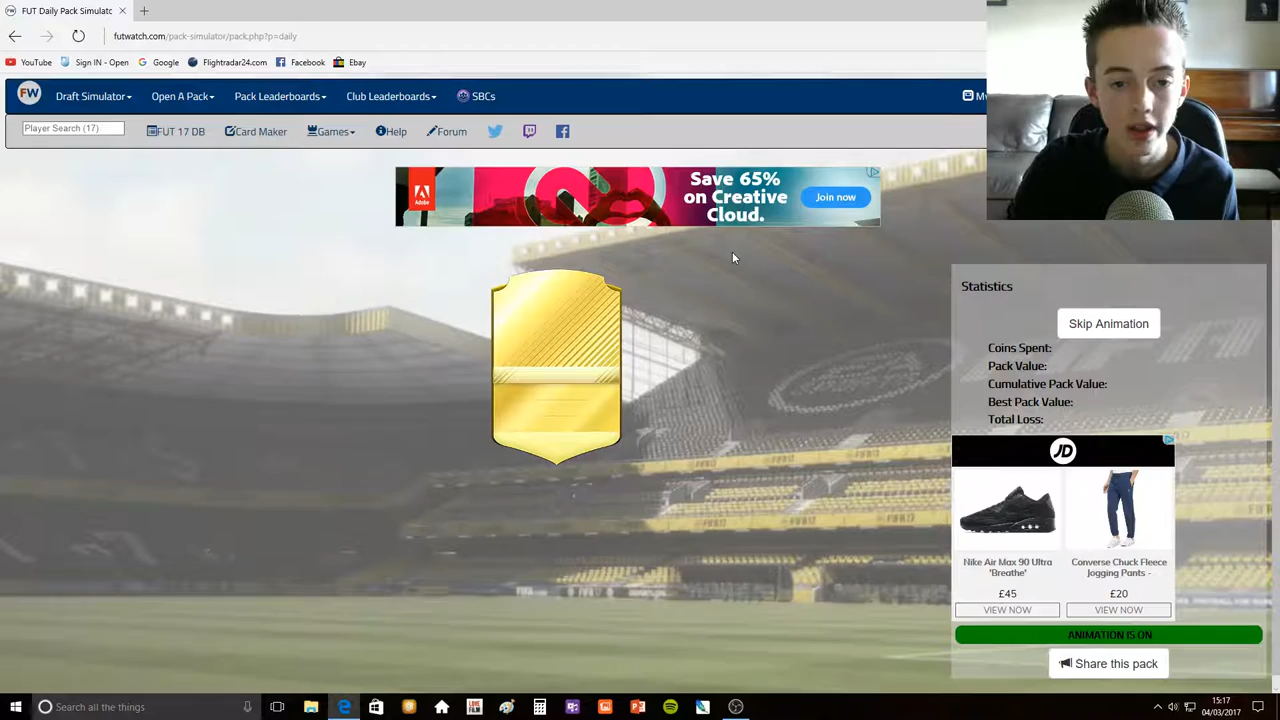 FUT Daily Pack Simulatc
futwatch.com/pack-simulator/pack.php?p=daily
YouTube Sign IN - Open Google Flightradar24.com Facebook Ebay
FW Draft Simulator Open A Pack Pack Leaderboards Club Leaderboards SBCs
Player Search (17) FUT 17 DB Card Maker Games Help Forum
Adobe
Save 65%
on Creative
Cloud.
Join now
Statistics
Skip Animation
Coins Spent:
Pack Value:
Cumulative Pack Value:
Best Pack Value:
Total Loss:
JD
Nike Air Max 90 Ultra
'Breathe'
£45
VIEW NOW
Converse Chuck Fleece
Jogging Pants -
£20
VIEW NOW
ANIMATION IS ON
Share this pack
Search all the things
15:17
04/03/2017